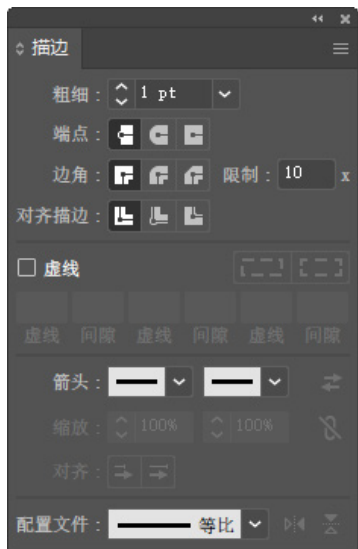 描边
粗细： 1 pt
端点：
边角： 限制： 10 x
对齐描边：
虚线
虚线 间隙 虚线 间隙 虚线 间隙
箭头：
缩放： 100% 100%
对齐：
配置文件： 等比